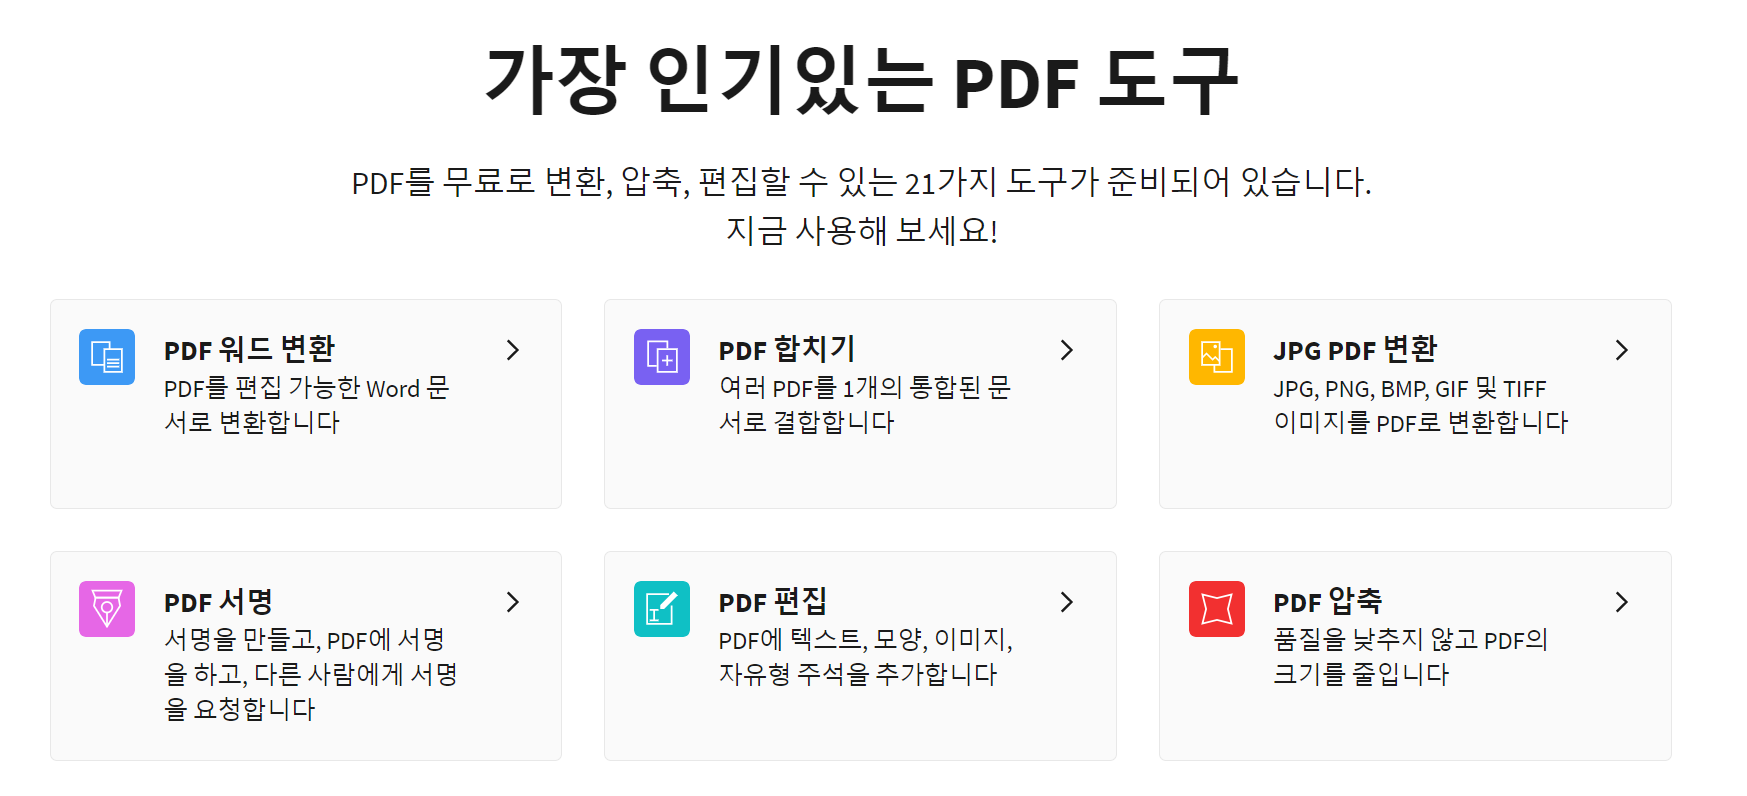 가장 인기있는 PDF 도구
PDF를 무료로 변환, 압축, 편집할 수 있는 21가지 도구가 준비되어 있습니다.
지금 사용해 보세요!
PDF 워드 변환
PDF를 편집 가능한 Word 문
서로 변환합니다
PDF 합치기
여러 PDF를 1개의 통합된 문
서로 결합합니다
JPG PDF 변환
JPG, PNG, BMP, GIF 및 TIFF
이미지를 PDF로 변환합니다
PDF 서명
서명을 만들고, PDF에 서명
을 하고, 다른 사람에게 서명
을 요청합니다
PDF 편집
PDF에 텍스트, 모양, 이미지,
자유형 주석을 추가합니다
PDF 압축
품질을 낮추지 않고 PDF의
크기를 줄입니다